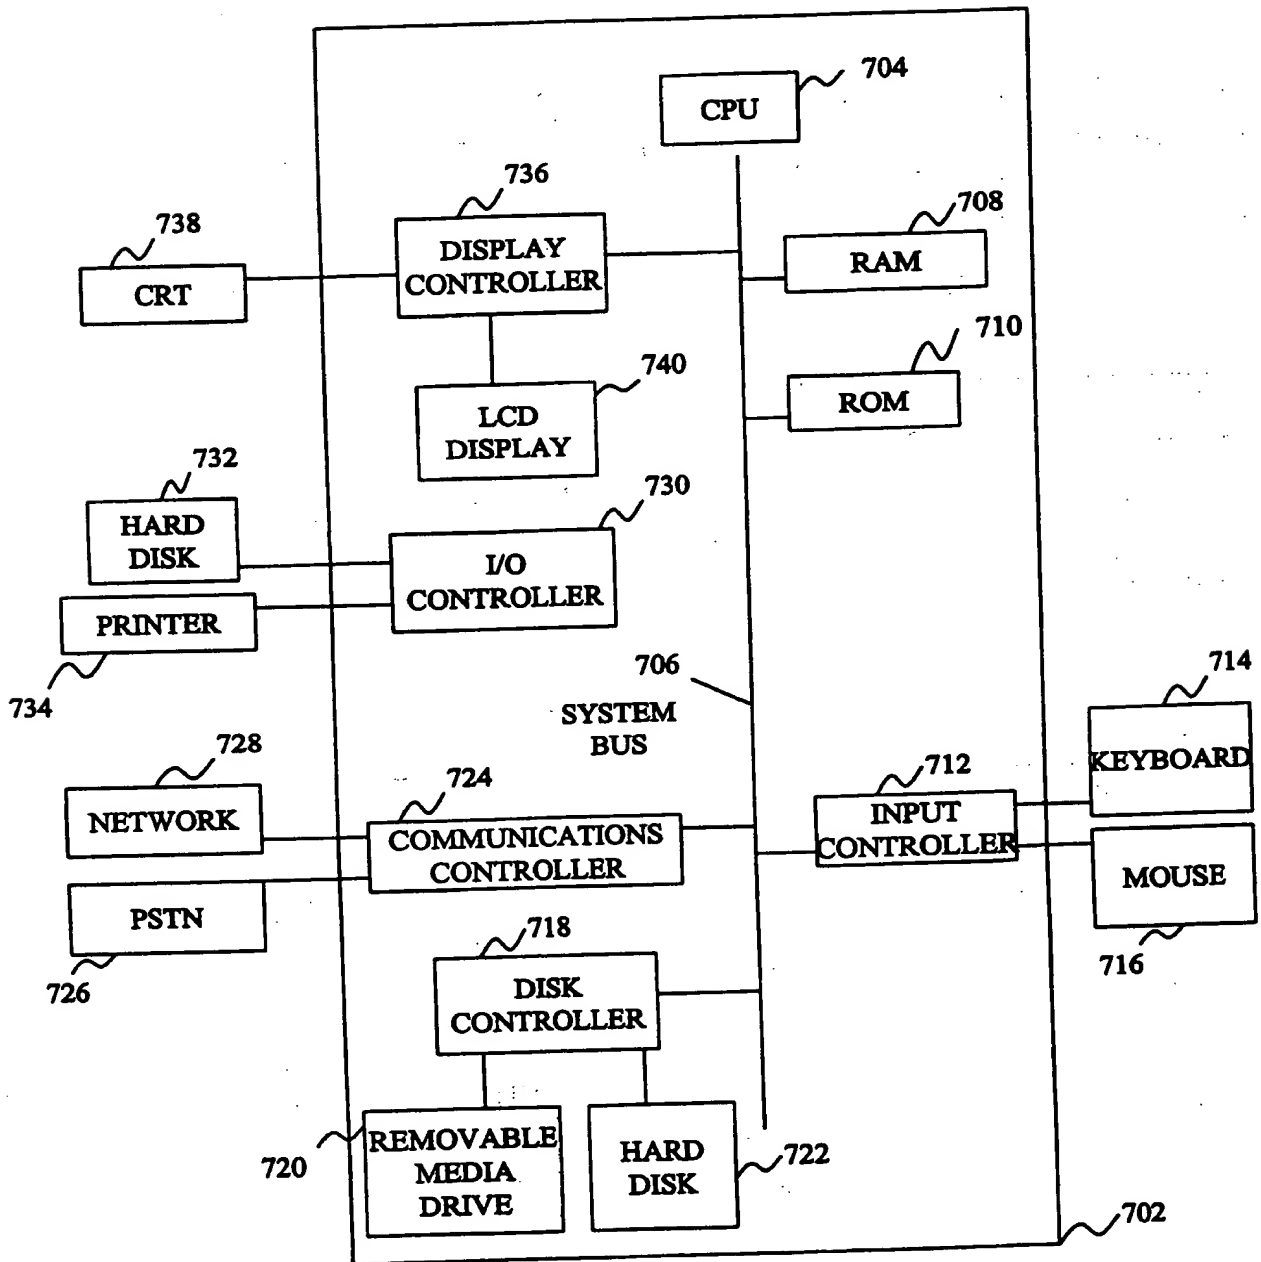 704
CPU
736
738
708
DISPLAY
CONTROLLER
RAM
CRT
710
740
ROM
LCD
DISPLAY
732
730
HARD
DISK
I/O
CONTROLLER
PRINTER
734
706
SYSTEM
BUS
714
KEYBOARD
728
724
712
NETWORK
COMMUNICATIONS
CONTROLLER
INPUT
CONTROLLER
MOUSE
716
PSTN
726
718
DISK
CONTROLLER
720
REMOVABLE
MEDIA
DRIVE
HARD
DISK
722
702